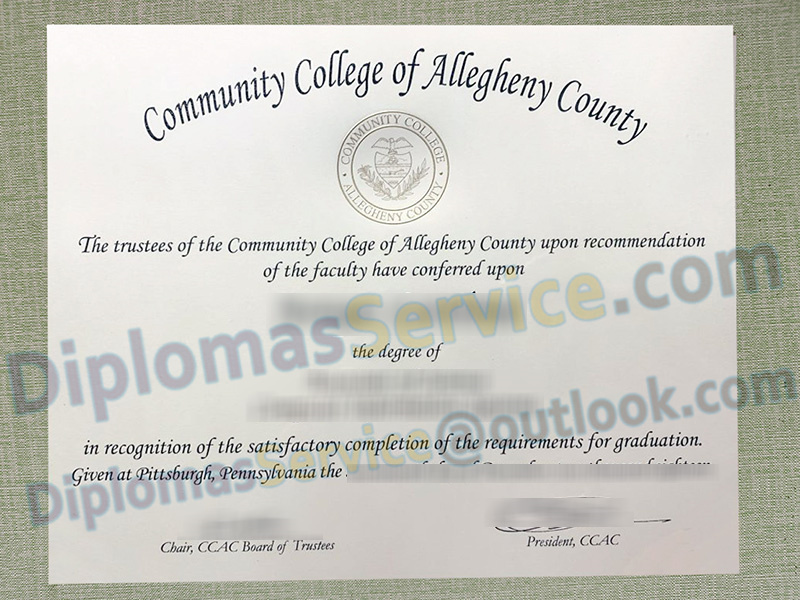 Community College of Allegheny County
COMMUNITY COLLEGE
ALLEGHENY COUNTY
The trustees of the Community College of Allegheny County upon recommendation
of the faculty have conferred upon
DiplomasService.com
the degree of
in recognition of the satisfactory completion of the requirements for graduation.
Given at Pittsburgh, Pennsylvania the
DiplomasService@outlook.com
Chair, CCAC Board of Trustees
President, CCAC